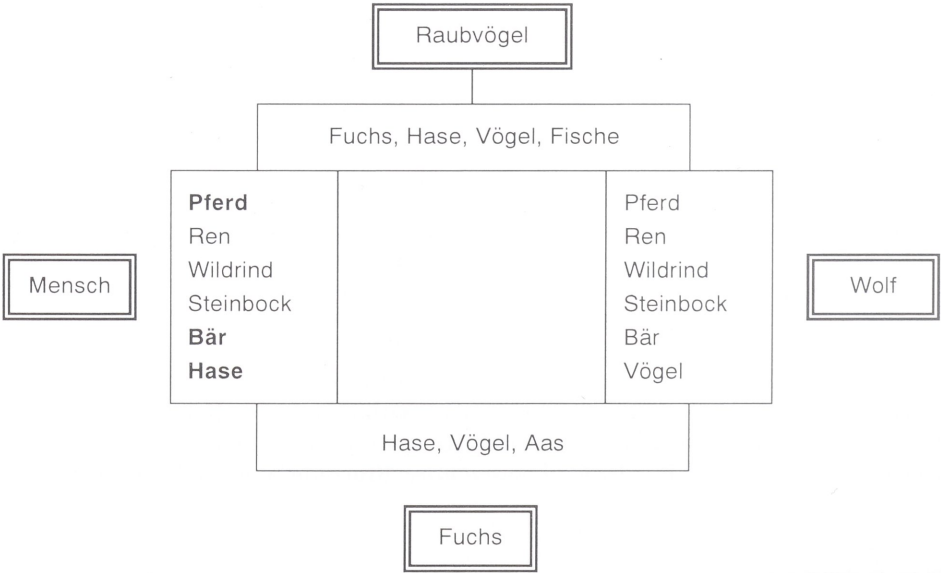 Raubvögel
Fuchs, Hase, Vögel, Fische
Mensch
Pferd
Ren
Wildrind
Steinbock
Bär
Hase
Pferd
Ren
Wildrind
Steinbock
Bär
Vögel
Wolf
Hase, Vögel, Aas
Fuchs